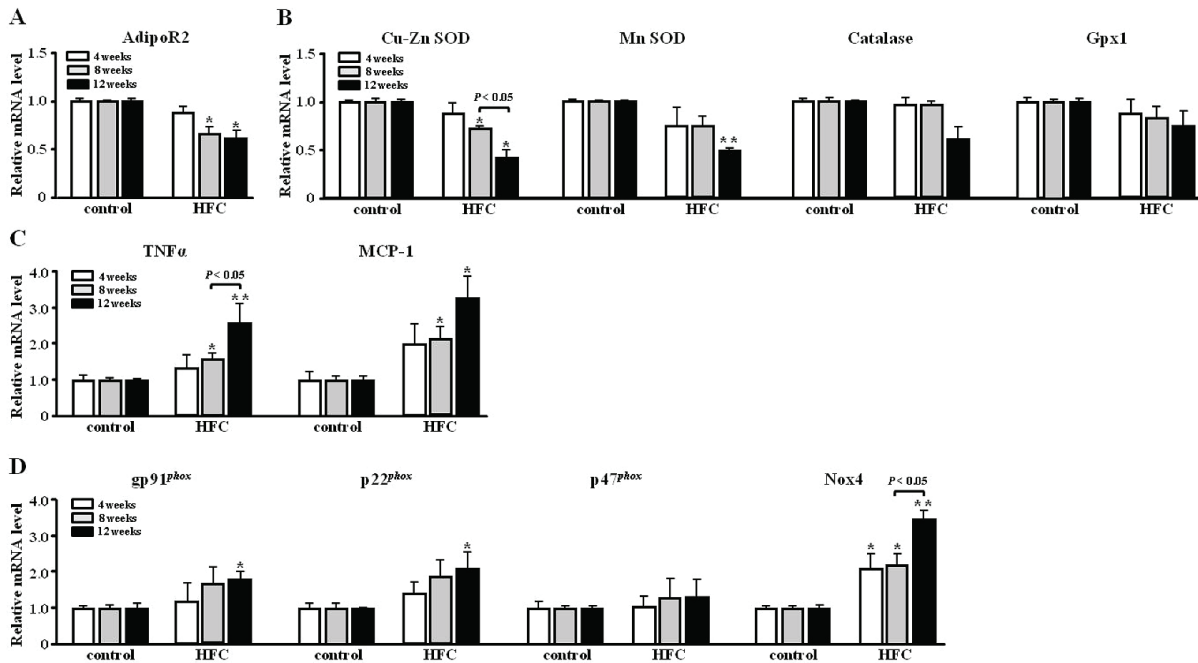 A
AdipoR2
Relative mRNA level
1.5
1.0
0.5
0
4 weeks
8 weeks
12 weeks
* *
control HFC
B
Cu-Zn SOD Mn SOD Catalase Gpx1
Relative mRNA level
1.5
1.0
0.5
0
4 weeks
8 weeks
12 weeks
P < 0.05
*
*
**
control HFC control HFC control HFC control HFC
C
TNFα MCP-1
Relative mRNA level
4.0
3.0
2.0
1.0
0
4 weeks
8 weeks
12 weeks
P < 0.05
**
*
*
*
control HFC control HFC
D
gp91phox p22phox p47phox Nox4
Relative mRNA level
4.0
3.0
2.0
1.0
0
4 weeks
8 weeks
12 weeks
P < 0.05
**
* *
*
*
control HFC control HFC control HFC control HFC